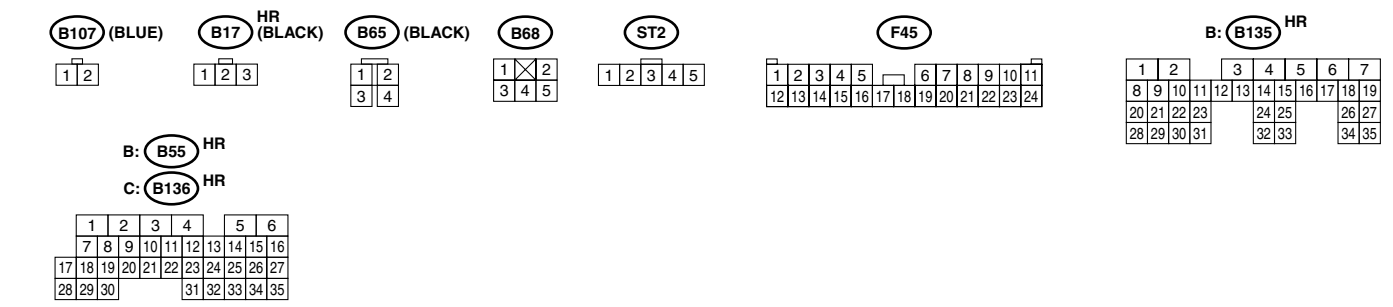 B107 (BLUE)
1 2
B17 HR (BLACK)
1 2 3
B65 (BLACK)
1 2
3 4
B68
1 2
3 4 5
ST2
1 2 3 4 5
F45
1 2 3 4 5 6 7 8 9 10 11
12 13 14 15 16 17 18 19 20 21 22 23 24
B: B135 HR
1 2 3 4 5 6 7
8 9 10 11 12 13 14 15 16 17 18 19
20 21 22 23 24 25 26 27
28 29 30 31 32 33 34 35
B: B55 HR
C: B136 HR
1 2 3 4 5 6
7 8 9 10 11 12 13 14 15 16
17 18 19 20 21 22 23 24 25 26 27
28 29 30 31 32 33 34 35